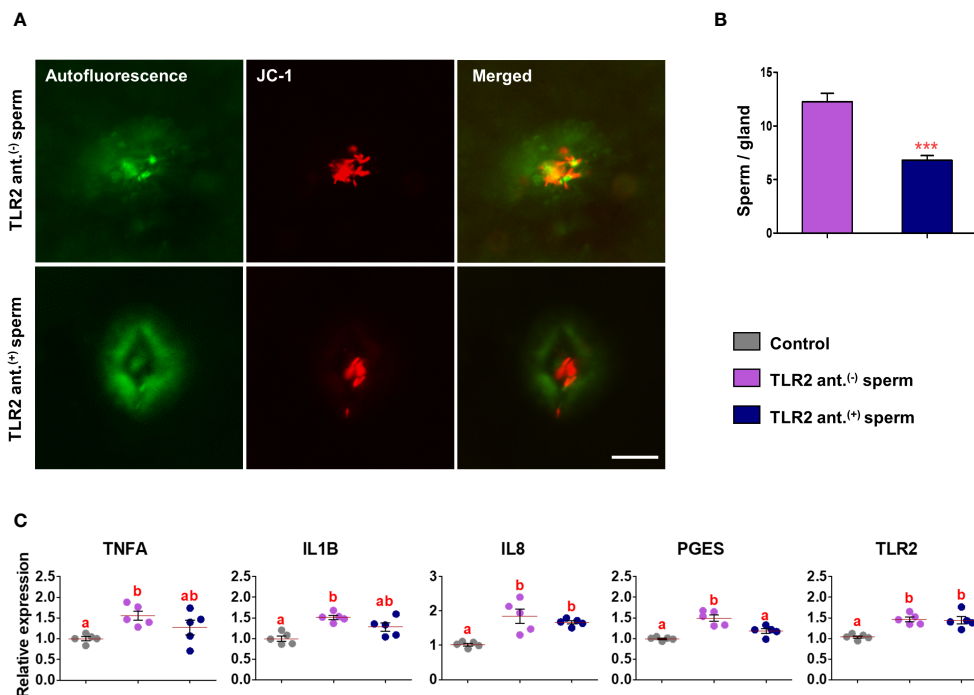 A
B
Autofluorescence
JC-1
Merged
TLR2 ant.(-) sperm
TLR2 ant.(+) sperm
15
10
5
0
Sperm / gland
***
Control
TLR2 ant.(-) sperm
TLR2 ant.(+) sperm
C
Relative expression
TNFA
2.5
2.0
1.5
1.0
0.5
0.0
a
b
ab
IL1B
2.5
2.0
1.5
1.0
0.5
0.0
a
b
ab
IL8
3
2
1
0
a
b
b
PGES
2.5
2.0
1.5
1.0
0.5
0.0
a
b
a
TLR2
2.5
2.0
1.5
1.0
0.5
0.0
a
b
b